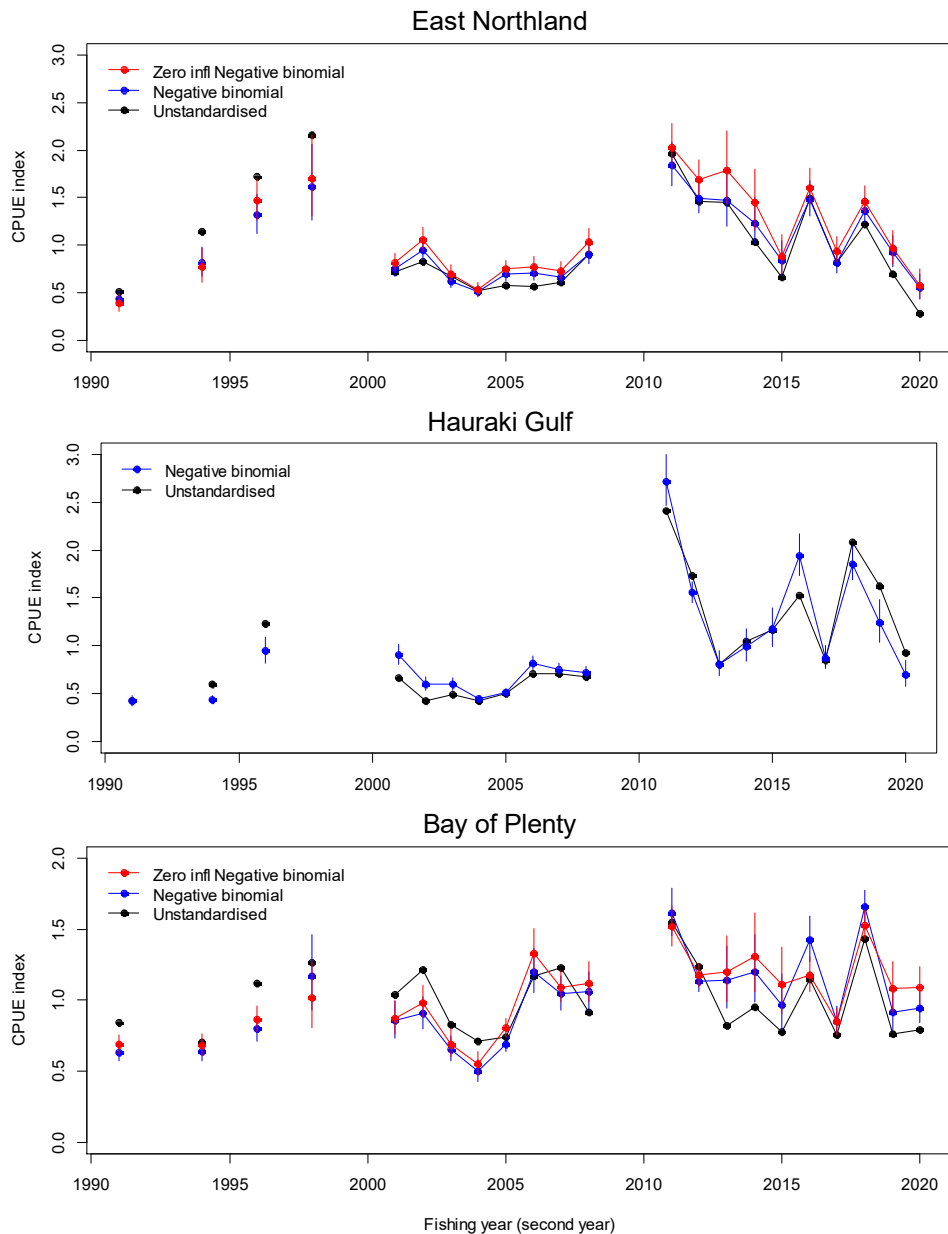 East Northland
3.0
2.5
2.0
1.5
1.0
0.5
0.0
CPUE index
Zero infl Negative binomial
Negative binomial
Unstandardised
1990 1995 2000 2005 2010 2015 2020
Hauraki Gulf
3.0
2.5
2.0
1.5
1.0
0.5
0.0
CPUE index
Negative binomial
Unstandardised
1990 1995 2000 2005 2010 2015 2020
Bay of Plenty
2.0
1.5
1.0
0.5
0.0
CPUE index
Zero infl Negative binomial
Negative binomial
Unstandardised
1990 1995 2000 2005 2010 2015 2020
Fishing year (second year)